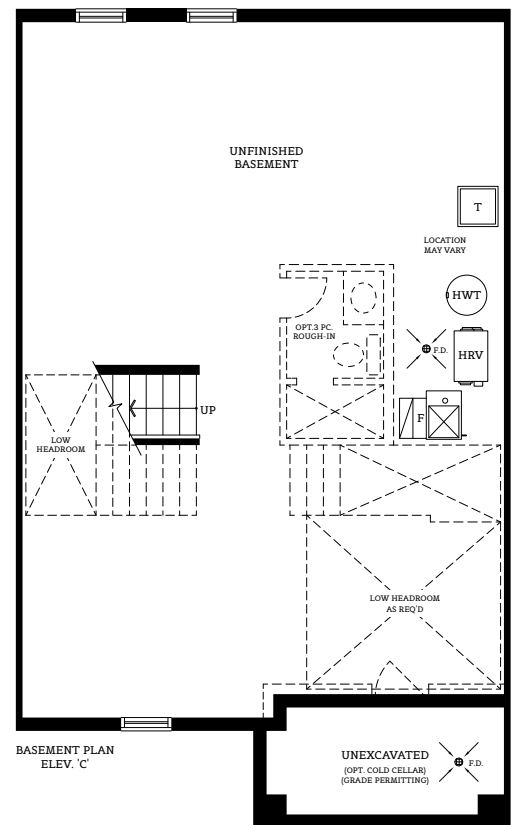 UNFINISHED
BASEMENT
T
LOCATION
MAY VARY
HWT
OPT.3 PC.
ROUGH-IN
F.D.
HRV
UP
F
LOW
HEADROOM
LOW HEADROOM
AS REQ'D
BASEMENT PLAN
ELEV. 'C'
UNEXCAVATED
(OPT. COLD CELLAR)
(GRADE PERMITTING)
F.D.